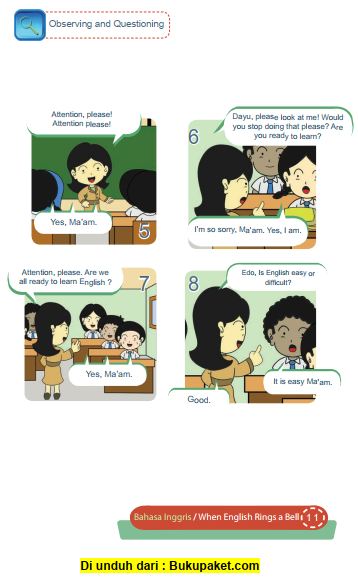 Observing and Questioning
Attention, please!
Attention please!
Yes, Ma'am.
5
6
Dayu, please look at me! Would
you stop doing that please? Are
you ready to learn?
I'm so sorry, Ma'am. Yes, I am.
Attention, please. Are we
all ready to learn English ?
7
Yes, Ma'am.
8
Edo, Is English easy or
difficult?
It is easy Ma'am.
Good.
Bahasa Inggris / When English Rings a Bell 11
Di unduh dari : Bukupaket.com